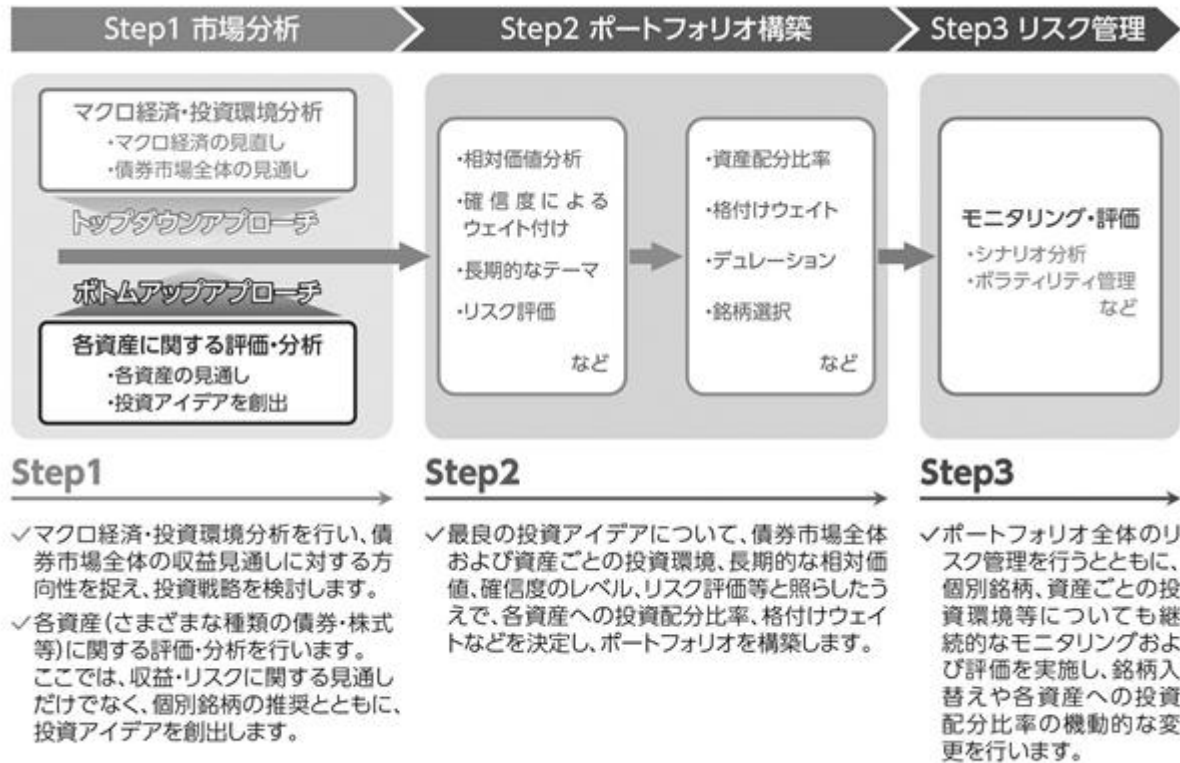 Step1 市場分析
Step2 ポートフォリオ構築
Step3 リスク管理
マクロ経済・投資環境分析
・マクロ経済の見直し
・債券市場全体の見通し
トップダウンアプローチ
ボトムアップアプローチ
各資産に関する評価・分析
・各資産の見通し
・投資アイデアを創出
・相対価値分析
・確信度による
ウェイト付け
・長期的なテーマ
・リスク評価
など
・資産配分比率
・格付けウェイト
・デュレーション
・銘柄選択
など
モニタリング・評価
・シナリオ分析
・ボラティリティ管理
など
Step1
✓マクロ経済・投資環境分析を行い、債
券市場全体の収益見通しに対する方
向性を捉え、投資戦略を検討します。
✓各資産(さまざまな種類の債券・株式
等)に関する評価・分析を行います。
ここでは、収益・リスクに関する見通し
だけでなく、個別銘柄の推奨とともに、
投資アイデアを創出します。
Step2
✓最良の投資アイデアについて、債券市場全体
および資産ごとの投資環境、長期的な相対価
値、確信度のレベル、リスク評価等と照らしたう
えで、各資産への投資配分比率、格付けウェイ
トなどを決定し、ポートフォリオを構築します。
Step3
✓ポートフォリオ全体のリ
スク管理を行うとともに、
個別銘柄、資産ごとの投
資環境等についても継
続的なモニタリングおよ
び評価を実施し、銘柄入
替えや各資産への投資
配分比率の機動的な変
更を行います。